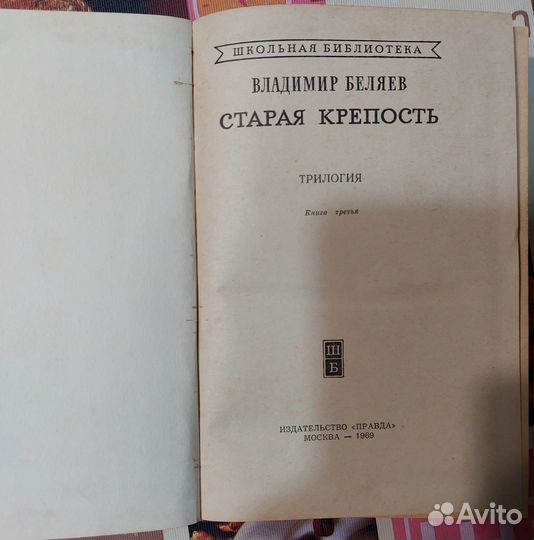 ШКОЛЬНАЯ БИБЛИОТЕКА
ВЛАДИМИР БЕЛЯЕВ
СТАРАЯ КРЕПОСТЬ
ТРИЛОГИЯ
Книга третья
Ш
Б
ИЗДАТЕЛЬСТВО «ПРАВДА»
МОСКВА — 1969
Avito